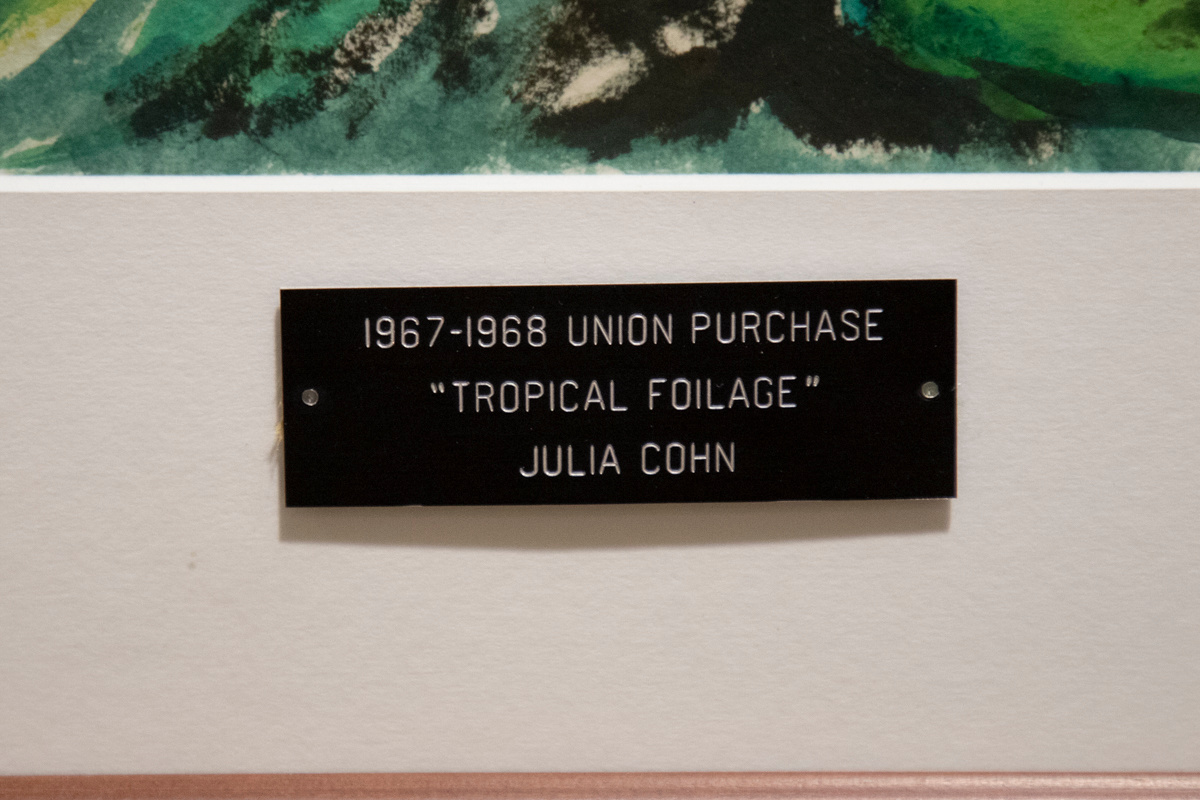 1967-1968 UNION PURCHASE
"TROPICAL FOILAGE"
JULIA COHN